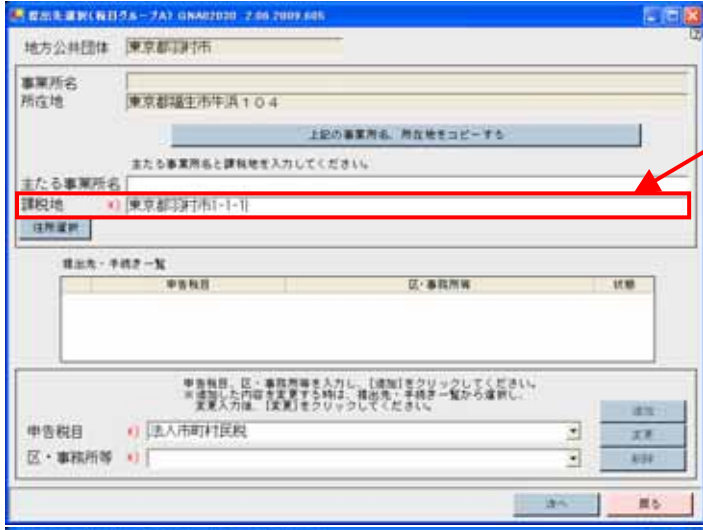 提出先選択(税目グループA) GNA02030 2.06.2009.605
地方公共団体 東京都羽村市
事業所名
所在地 東京都福生市牛浜104
上記の事業所名、所在地をコピーする
主たる事業所名と課税地を入力してください。
主たる事業所名
課税地 *) 東京都羽村市1-1-1
住所選択
提出先・手続き一覧
申告税目 区・事務所等 状態
申告税目、区・事務所等を入力し、[追加]をクリックしてください。
※追加した内容を変更する時は、提出先・手続き一覧から選択し、
変更入力後、[変更]をクリックしてください。
追加
申告税目 *) 法人市町村民税
変更
区・事務所等 *)
削除
次へ 戻る